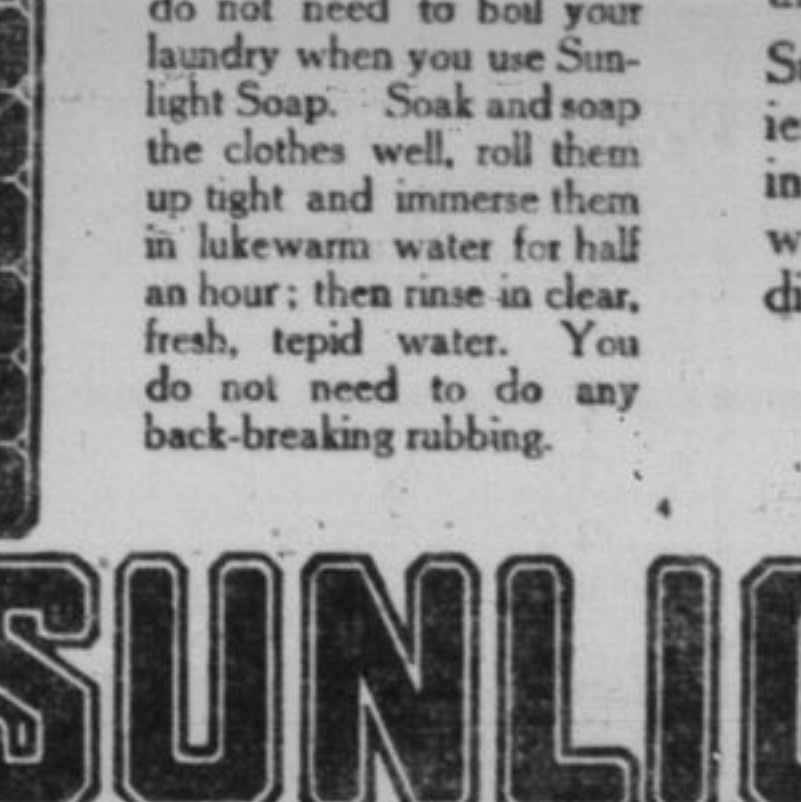 do not need to boil your
laundry when you use Sun-
light Soap. Soak and soap
the clothes well, roll them
up tight and immerse them
in lukewarm water for half
an hour; then rinse in clear,
fresh, tepid water. You
do not need to do any
back-breaking rubbing.
4
SUNLI